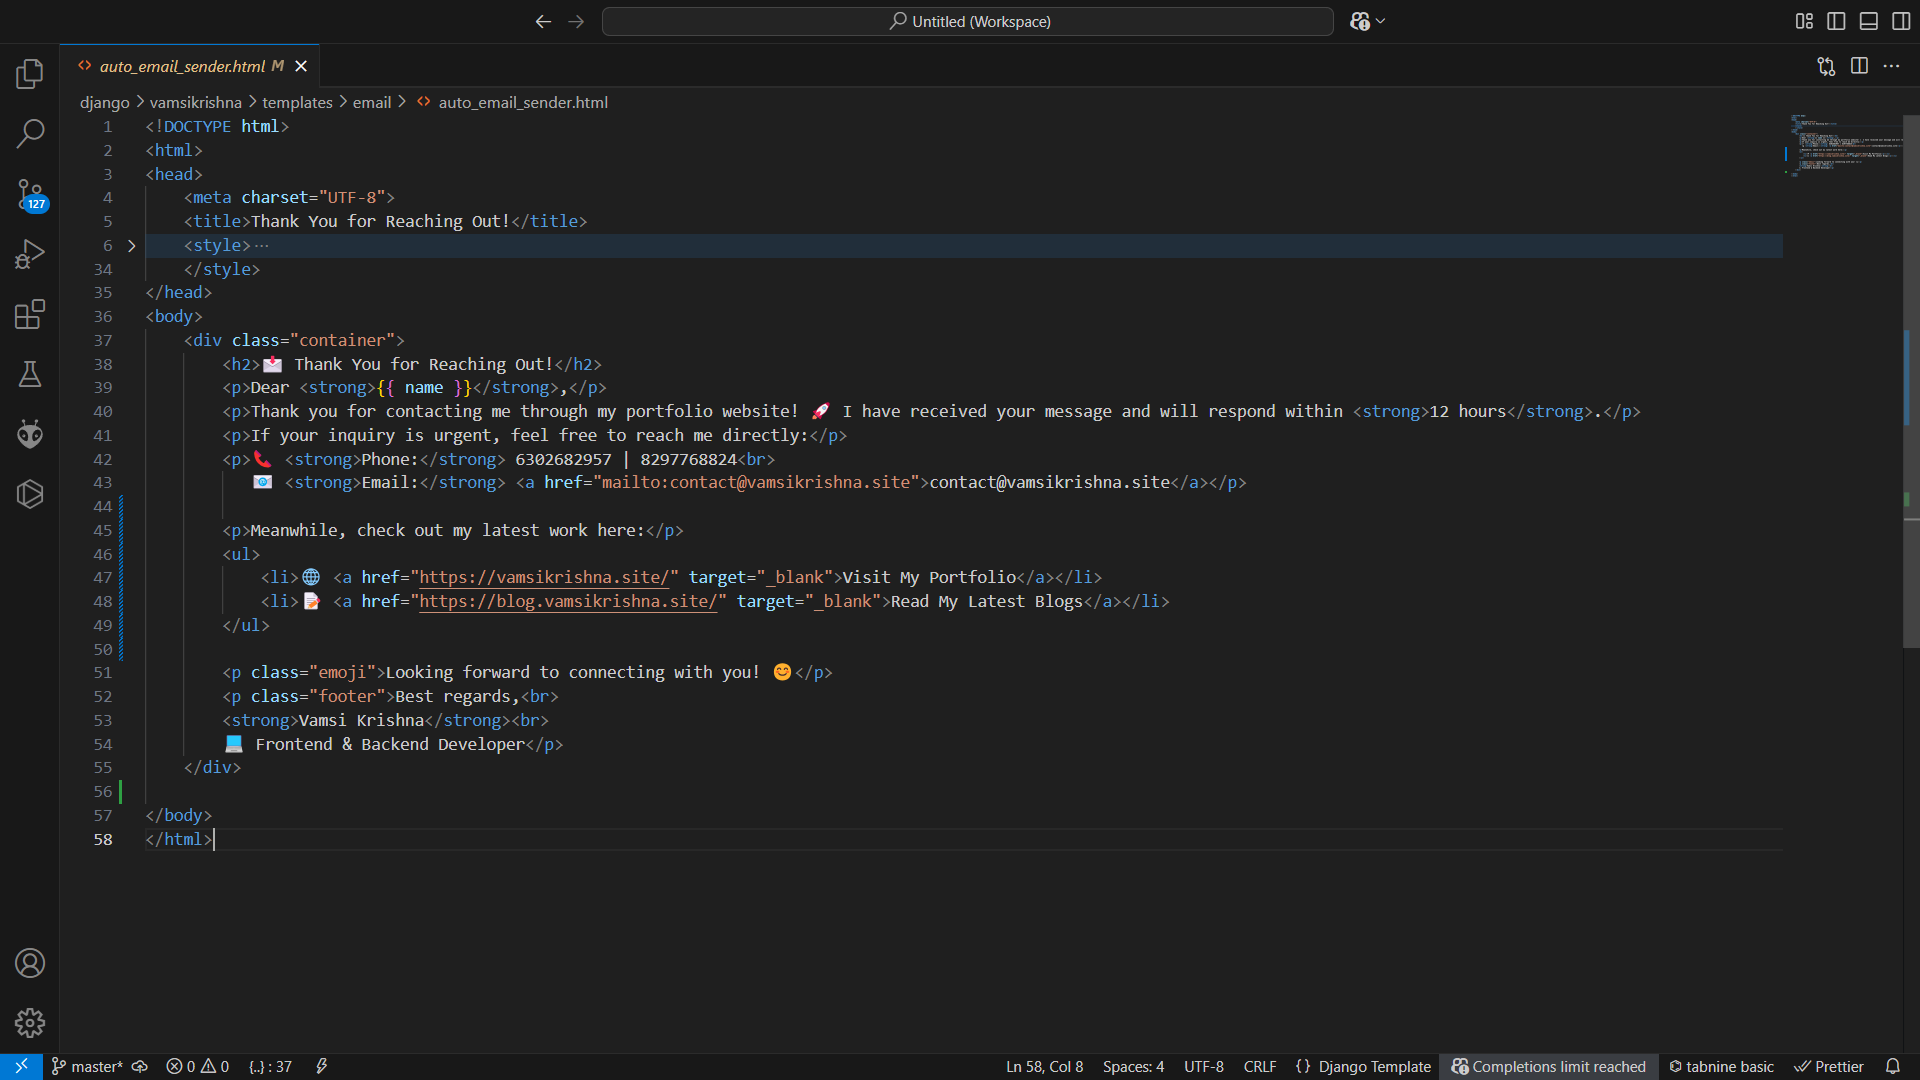 Untitled (Workspace)
auto_email_sender.html M
django > vamsikrishna > templates > email > auto_email_sender.html
1 <!DOCTYPE html>
2 <html>
3 <head>
4 <meta charset="UTF-8">
5 <title>Thank You for Reaching Out!</title>
6 <style>···
34 </style>
35 </head>
36 <body>
37 <div class="container">
38 <h2>📩 Thank You for Reaching Out!</h2>
39 <p>Dear <strong>{{ name }}</strong>,</p>
40 <p>Thank you for contacting me through my portfolio website! 🚀 I have received your message and will respond within <strong>12 hours</strong>.</p>
41 <p>If your inquiry is urgent, feel free to reach me directly:</p>
42 <p>📞 <strong>Phone:</strong> 6302682957 | 8297768824<br>
43 📧 <strong>Email:</strong> <a href="mailto:contact@vamsikrishna.site">contact@vamsikrishna.site</a></p>
44
45 <p>Meanwhile, check out my latest work here:</p>
46 <ul>
47 <li>🌐 <a href="https://vamsikrishna.site/" target="_blank">Visit My Portfolio</a></li>
48 <li>📝 <a href="https://blog.vamsikrishna.site/" target="_blank">Read My Latest Blogs</a></li>
49 </ul>
50
51 <p class="emoji">Looking forward to connecting with you! 😊</p>
52 <p class="footer">Best regards,<br>
53 <strong>Vamsi Krishna</strong><br>
54 💻 Frontend & Backend Developer</p>
55 </div>
56
57 </body>
58 </html>
127
master* 0 0 {..} : 37 Ln 58, Col 8 Spaces: 4 UTF-8 CRLF {} Django Template Completions limit reached tabnine basic Prettier